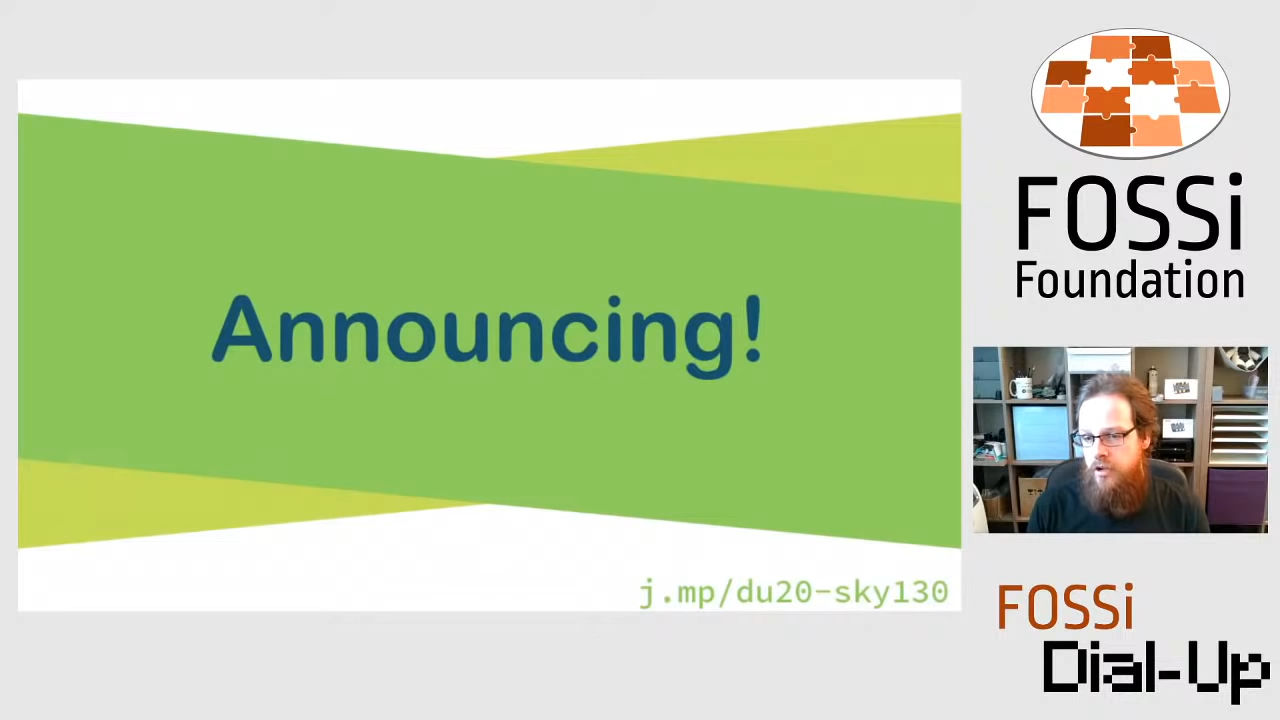 Announcing!
j.mp/du20-sky130
FOSSi
Foundation
FOSSi
Dial-Up